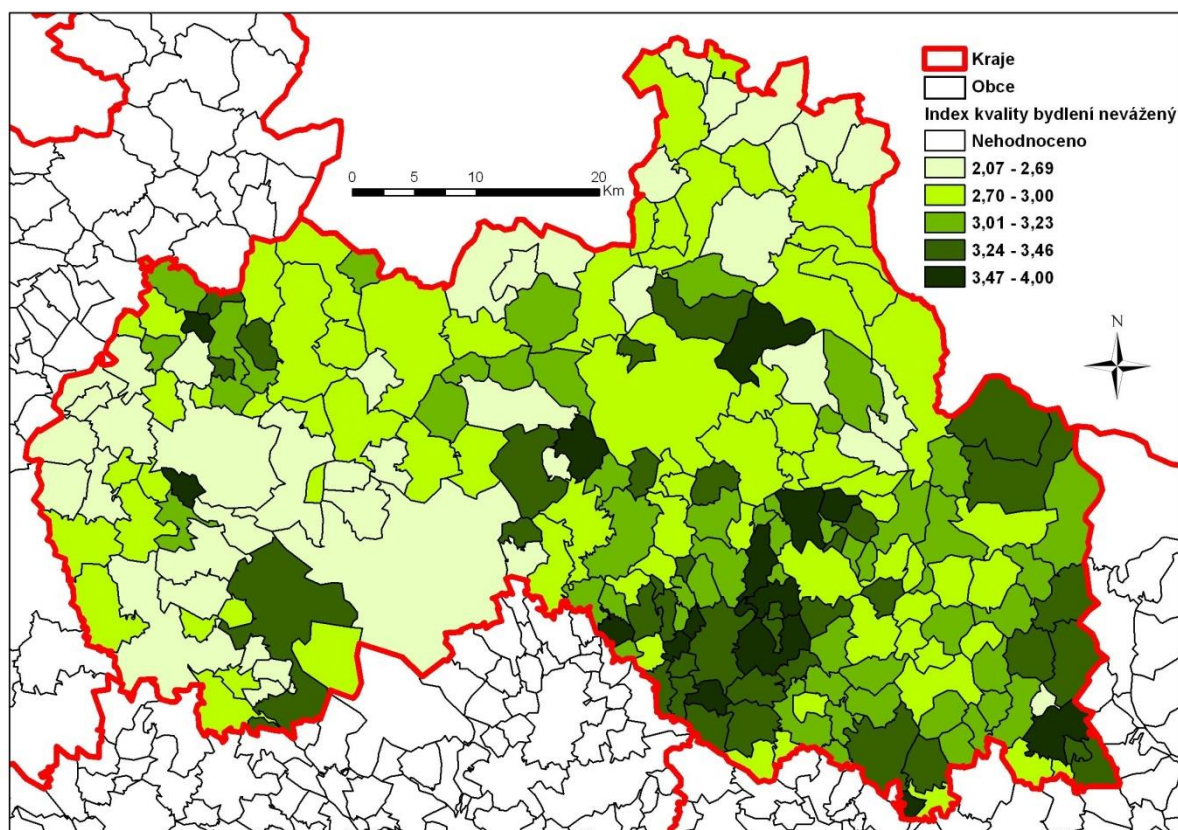 Kraje
Obce
Index kvality bydlení nevážený
Nehodnoceno
2,07 - 2,69
2,70 - 3,00
3,01 - 3,23
3,24 - 3,46
3,47 - 4,00
0 5 10 20
Km
N